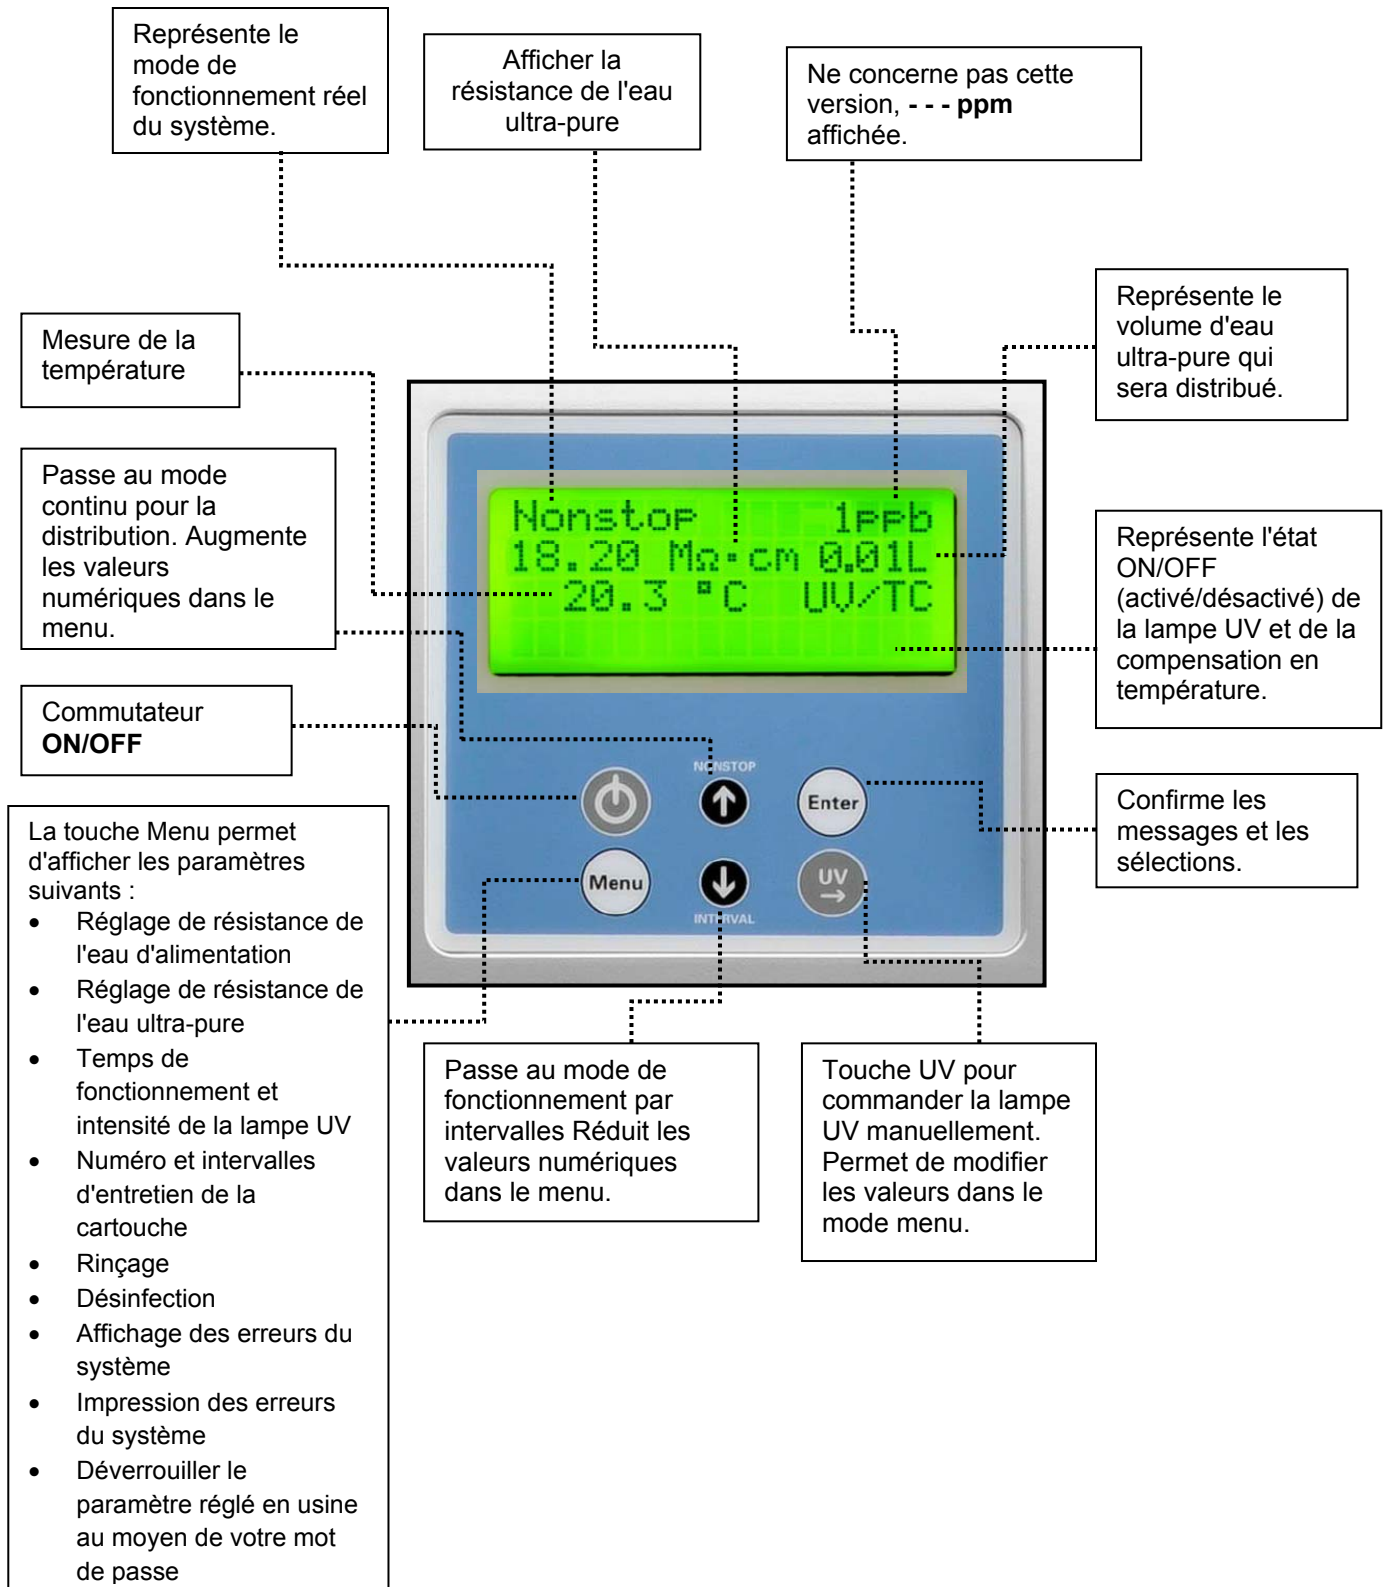 Représente le
mode de
fonctionnement réel
du système.
Afficher la
résistance de l'eau
ultra-pure
Ne concerne pas cette
version, - - - ppm
affichée.
Représente le
volume d'eau
ultra-pure qui
sera distribué.
Mesure de la
température
Passe au mode
continu pour la
distribution. Augmente
les valeurs
numériques dans le
menu.
Nonstop 1ppb
18.20 MΩ·cm 0.01L
20.3 °C UV/TC
Représente l'état
ON/OFF
(activé/désactivé) de
la lampe UV et de la
compensation en
température.
Commutateur
ON/OFF
NONSTOP
Enter
Menu
UV
→
INTERVAL
Confirme les
messages et les
sélections.
La touche Menu permet
d'afficher les paramètres
suivants :
• Réglage de résistance de
l'eau d'alimentation
• Réglage de résistance de
l'eau ultra-pure
• Temps de
fonctionnement et
intensité de la lampe UV
• Numéro et intervalles
d'entretien de la
cartouche
• Rinçage
• Désinfection
• Affichage des erreurs du
système
• Impression des erreurs
du système
• Déverrouiller le
paramètre réglé en usine
au moyen de votre mot
de passe
Passe au mode de
fonctionnement par
intervalles Réduit les
valeurs numériques
dans le menu.
Touche UV pour
commander la lampe
UV manuellement.
Permet de modifier
les valeurs dans le
mode menu.